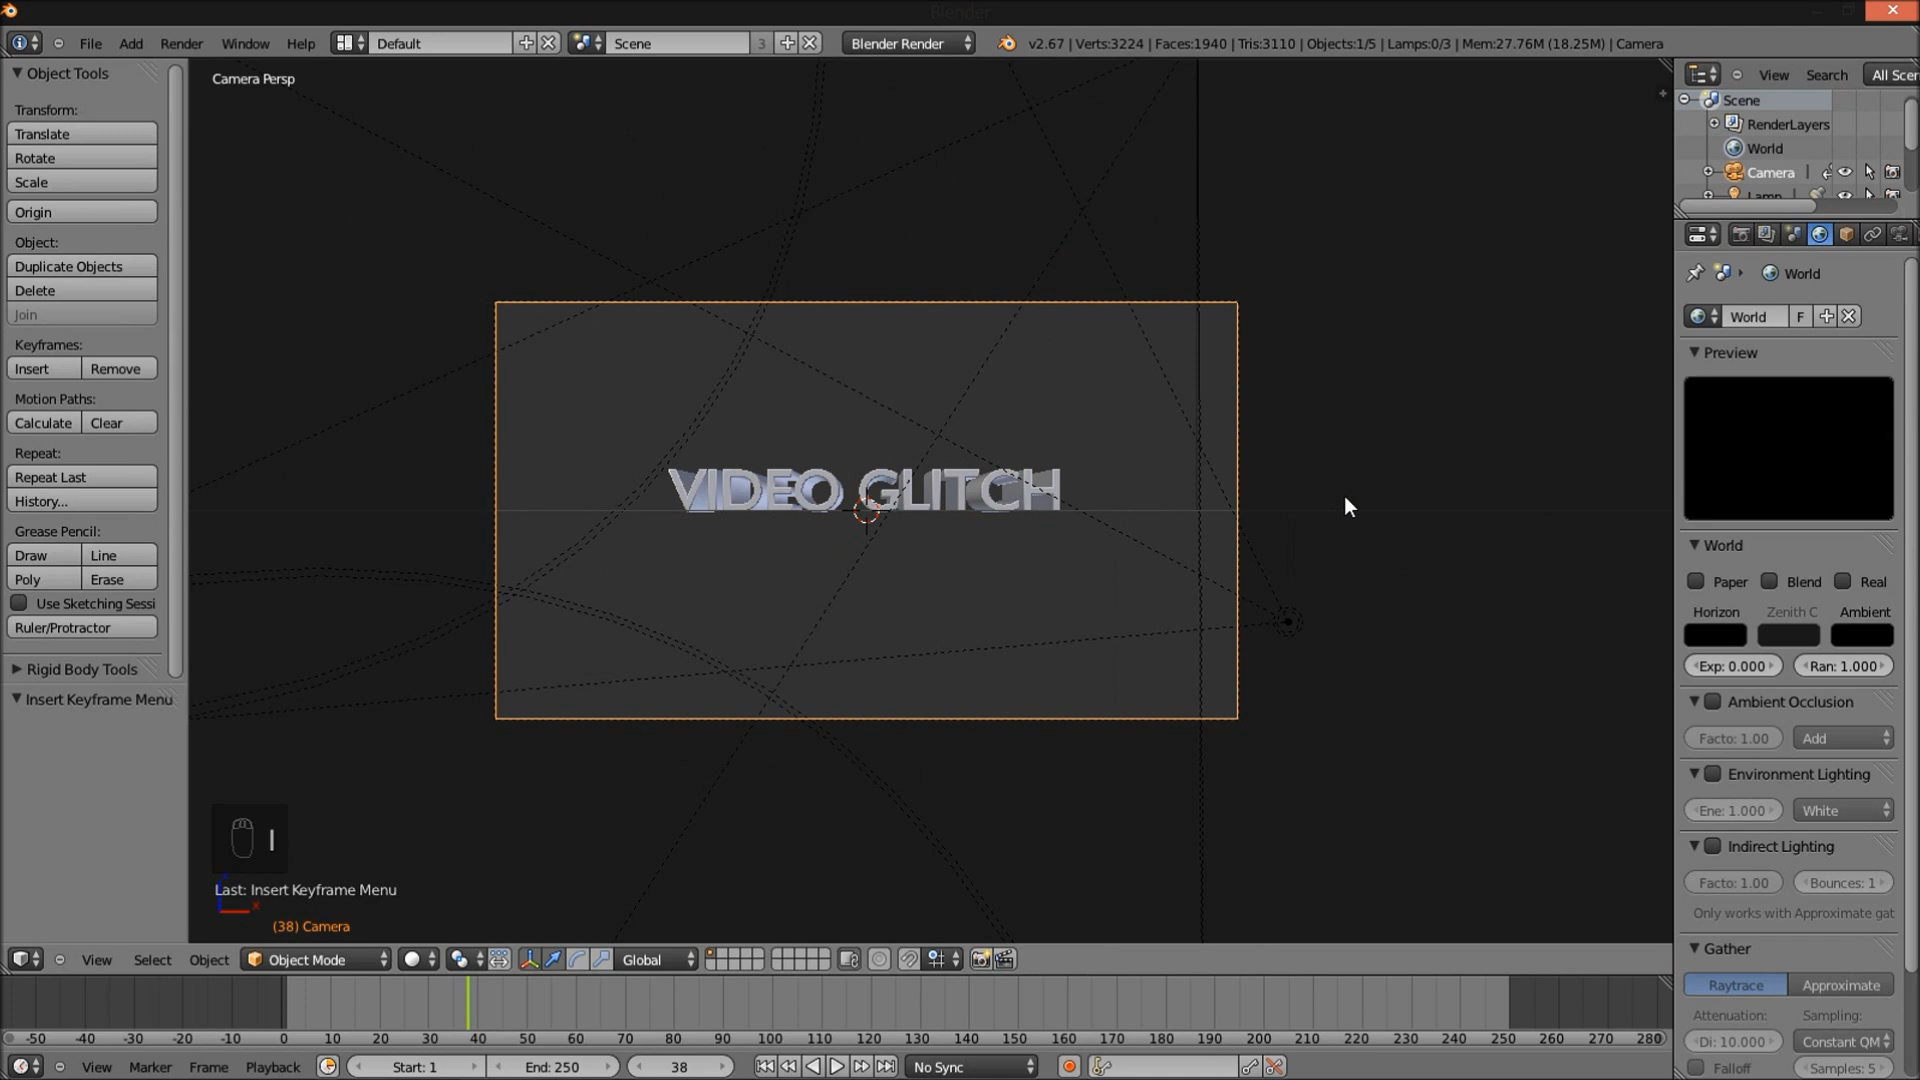 Blender
File Add Render Window Help Default Scene 3 Blender Render v2.67 | Verts:3224 | Faces:1940 | Tris:3110 | Objects:1/5 | Lamps:0/3 | Mem:27.76M (18.25M) | Camera
Object Tools
Transform:
Translate
Rotate
Scale
Origin
Object:
Duplicate Objects
Delete
Join
Keyframes:
Insert Remove
Motion Paths:
Calculate Clear
Repeat:
Repeat Last
History...
Grease Pencil:
Draw Line
Poly Erase
Use Sketching Sessi
Ruler/Protractor
Rigid Body Tools
Insert Keyframe Menu
Camera Persp
VIDEO GLITCH
I
Last: Insert Keyframe Menu
x
(38) Camera
View Search All Scen
Scene
RenderLayers
World
Camera
Lamp
World
World F
Preview
World
Paper Blend Real
Horizon Zenith C Ambient
Exp: 0.000 Ran: 1.000
Ambient Occlusion
Facto: 1.00 Add
Environment Lighting
Ene: 1.000 White
Indirect Lighting
Facto: 1.00 Bounces: 1
Only works with Approximate gat
Gather
Raytrace Approximate
Attenuation: Sampling:
Di: 10.000 Constant QM
Falloff Samples: 5
View Select Object Object Mode Global
-50 -40 -30 -20 -10 0 10 20 30 40 50 60 70 80 90 100 110 120 130 140 150 160 170 180 190 200 210 220 230 240 250 260 270 280
View Marker Frame Playback Start: 1 End: 250 38 No Sync